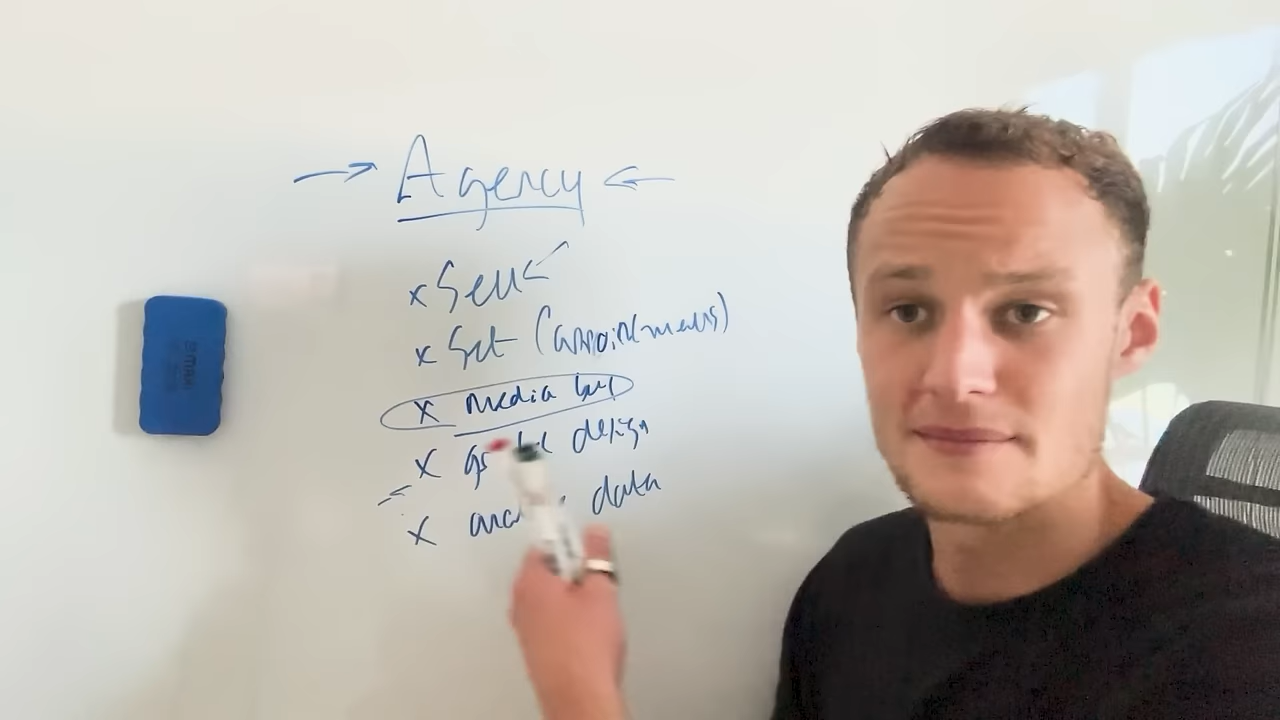 → Agency ←
x Sell
x Set (appointments)
x media buy
x design
x data